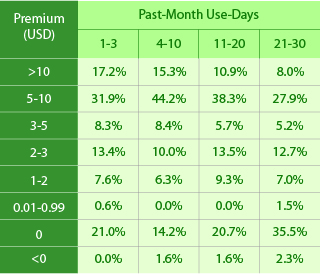 Premium (USD) Past-Month Use-Days
1-3 4-10 11-20 21-30
>10 17.2% 15.3% 10.9% 8.0%
5-10 31.9% 44.2% 38.3% 27.9%
3-5 8.3% 8.4% 5.7% 5.2%
2-3 13.4% 10.0% 13.5% 12.7%
1-2 7.6% 6.3% 9.3% 7.0%
0.01-0.99 0.6% 0.0% 0.0% 1.5%
0 21.0% 14.2% 20.7% 35.5%
<0 0.0% 1.6% 1.6% 2.3%